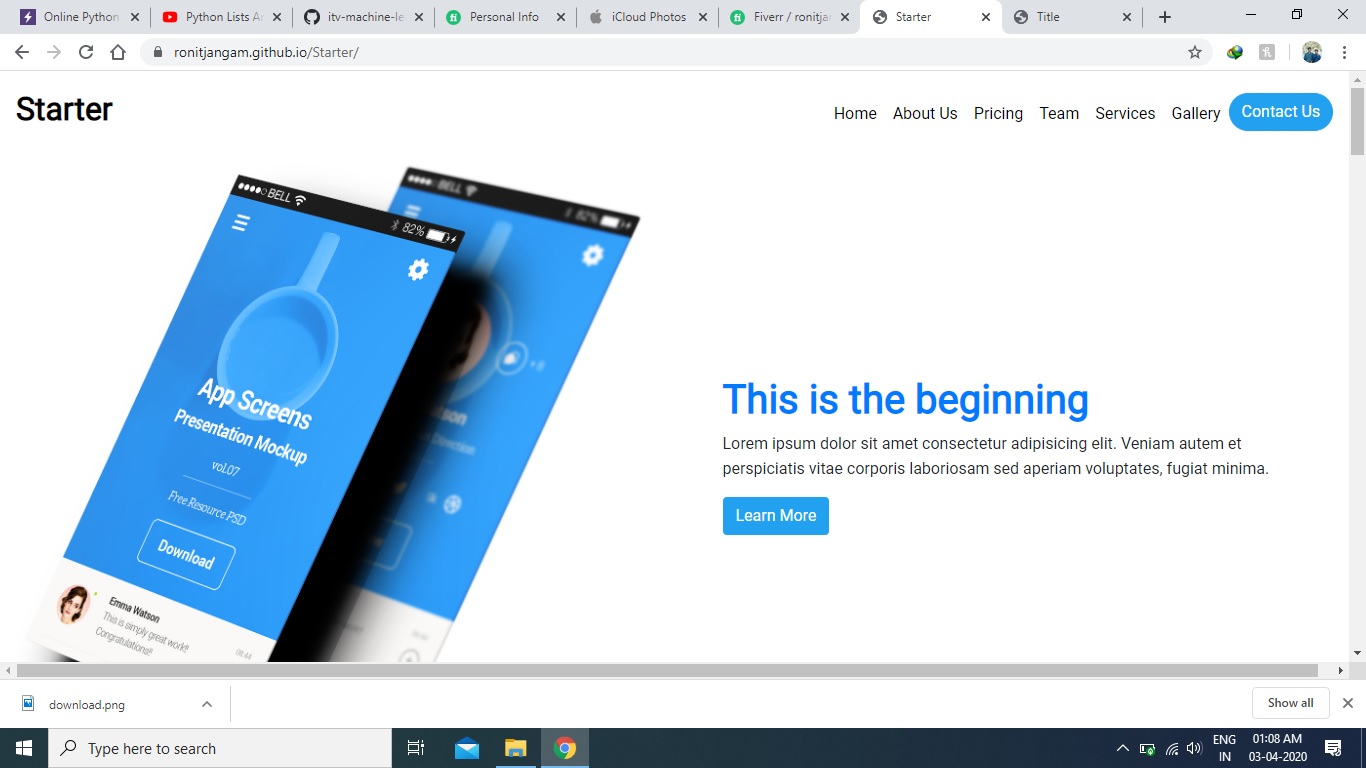 Online Python
Python Lists A
itv-machine-le
Personal Info
iCloud Photos
Fiverr / ronitja
Starter
Title
ronitjangam.github.io/Starter/
Starter
Home About Us Pricing Team Services Gallery Contact Us
BELL 82%
BELL 82%
App Screens
Presentation Mockup
vol.07
Free Resource PSD
Download
Emma Watson
This is simply great work!!
Congratulations!!
08:44
This is the beginning
Lorem ipsum dolor sit amet consectetur adipisicing elit. Veniam autem et
perspiciatis vitae corporis laboriosam sed aperiam voluptates, fugiat minima.
Learn More
download.png
Show all
Type here to search
ENG
IN
01:08 AM
03-04-2020